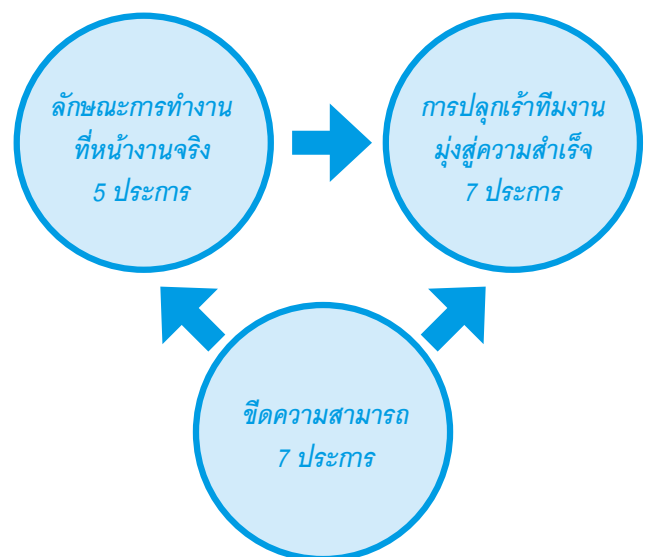 ลักษณะการทำงาน
ที่หน้างานจริง
5 ประการ
การปลุกเร้าทีมงาน
มุ่งสู่ความสำเร็จ
7 ประการ
ขีดความสามารถ
7 ประการ